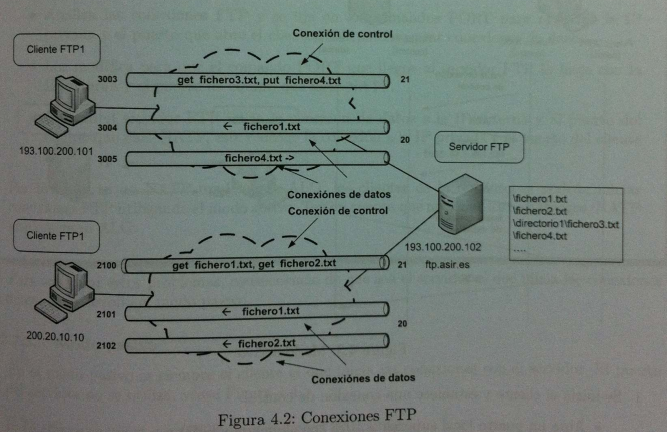 Conexión de control
Cliente FTP1
3003
get fichero3.txt, put fichero4.txt
21
3004
← fichero1.txt
20
193.100.200.101
3005
fichero4.txt ->
Servidor FTP
Conexiónes de datos
\fichero1.txt
\fichero2.txt
\directorio1\fichero3.txt
\fichero4.txt
....
Conexión de control
Cliente FTP1
193.100.200.102
ftp.asir.es
2100
get fichero1.txt, get fichero2.txt
21
2101
← fichero1.txt
20
200.20.10.10
2102
← fichero2.txt
Conexiónes de datos
Figura 4.2: Conexiones FTP